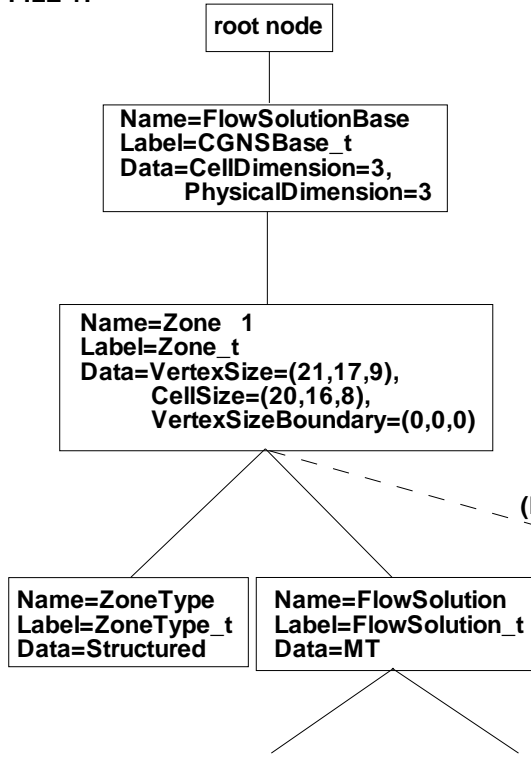 root node
Name=FlowSolutionBase
Label=CGNSBase_t
Data=CellDimension=3,
PhysicalDimension=3
Name=Zone 1
Label=Zone_t
Data=VertexSize=(21,17,9),
CellSize=(20,16,8),
VertexSizeBoundary=(0,0,0)
Name=ZoneType
Label=ZoneType_t
Data=Structured
Name=FlowSolution
Label=FlowSolution_t
Data=MT